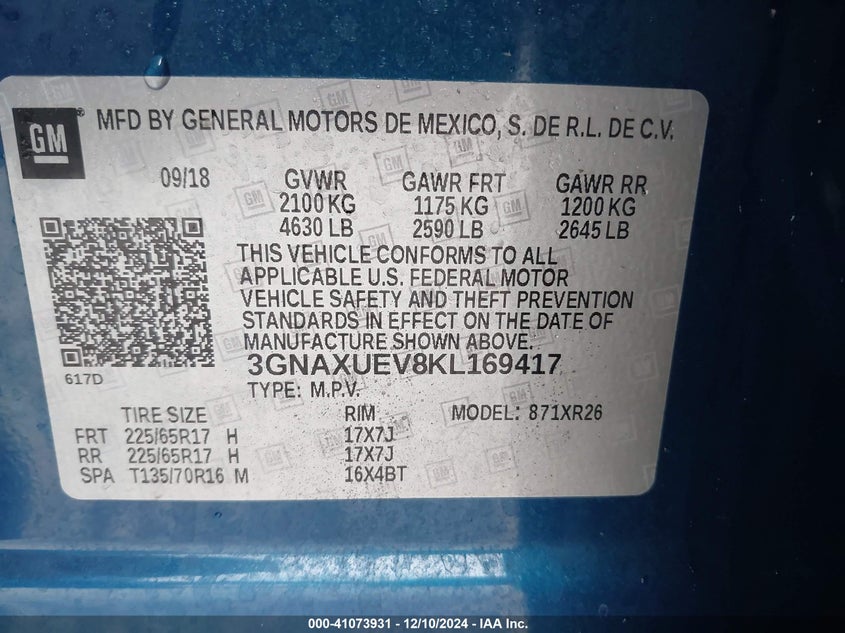 GM
MFD BY GENERAL MOTORS DE MEXICO, S. DE R.L. DE C.V.
09/18 GVWR GAWR FRT GAWR RR
2100 KG 1175 KG 1200 KG
4630 LB 2590 LB 2645 LB
THIS VEHICLE CONFORMS TO ALL
APPLICABLE U.S. FEDERAL MOTOR
VEHICLE SAFETY AND THEFT PREVENTION
STANDARDS IN EFFECT ON THE DATE OF
MANUFACTURE SHOWN ABOVE.
3GNAXUEV8KL169417
617D
TYPE: M.P.V.
TIRE SIZE RIM MODEL: 871XR26
FRT 225/65R17 H 17X7J
RR 225/65R17 H 17X7J
SPA T135/70R16 M 16X4BT
000-41073931 - 12/10/2024 - IAA Inc.